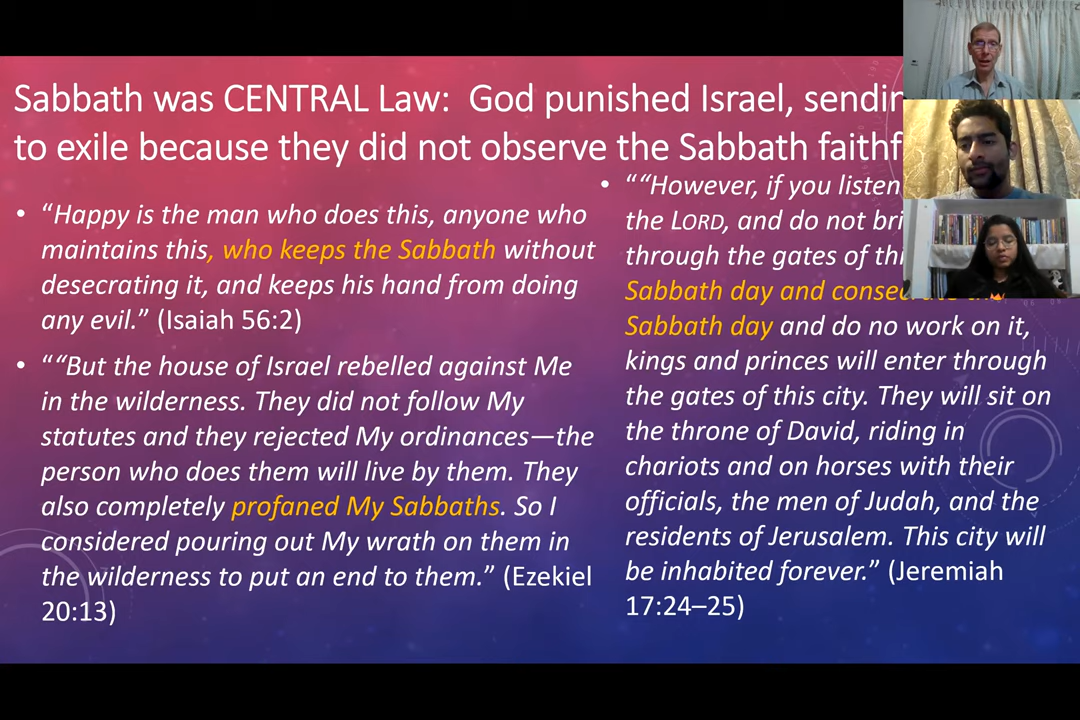 Sabbath was CENTRAL Law:  God punished Israel,
to exile because they did not observe the Sabbath
• “Happy is the man who does this, anyone who
maintains this, who keeps the Sabbath without
desecrating it, and keeps his hand from doing
any evil.” (Isaiah 56:2)
• “““But the house of Israel rebelled against Me
in the wilderness. They did not follow My
statutes and they rejected My ordinances—the
person who does them will live by them. They
also completely profaned My Sabbaths. So I
considered pouring out My wrath on them in
the wilderness to put an end to them.” (Ezekiel
20:13)
• ““However, if you listen
the LORD, and do not
through the gates of
Sabbath day and
Sabbath day and do no work on it,
kings and princes will enter through
the gates of this city. They will sit on
the throne of David, riding in
chariots and on horses with their
officials, the men of Judah, and the
residents of Jerusalem. This city will
be inhabited forever.” (Jeremiah
17:24–25)